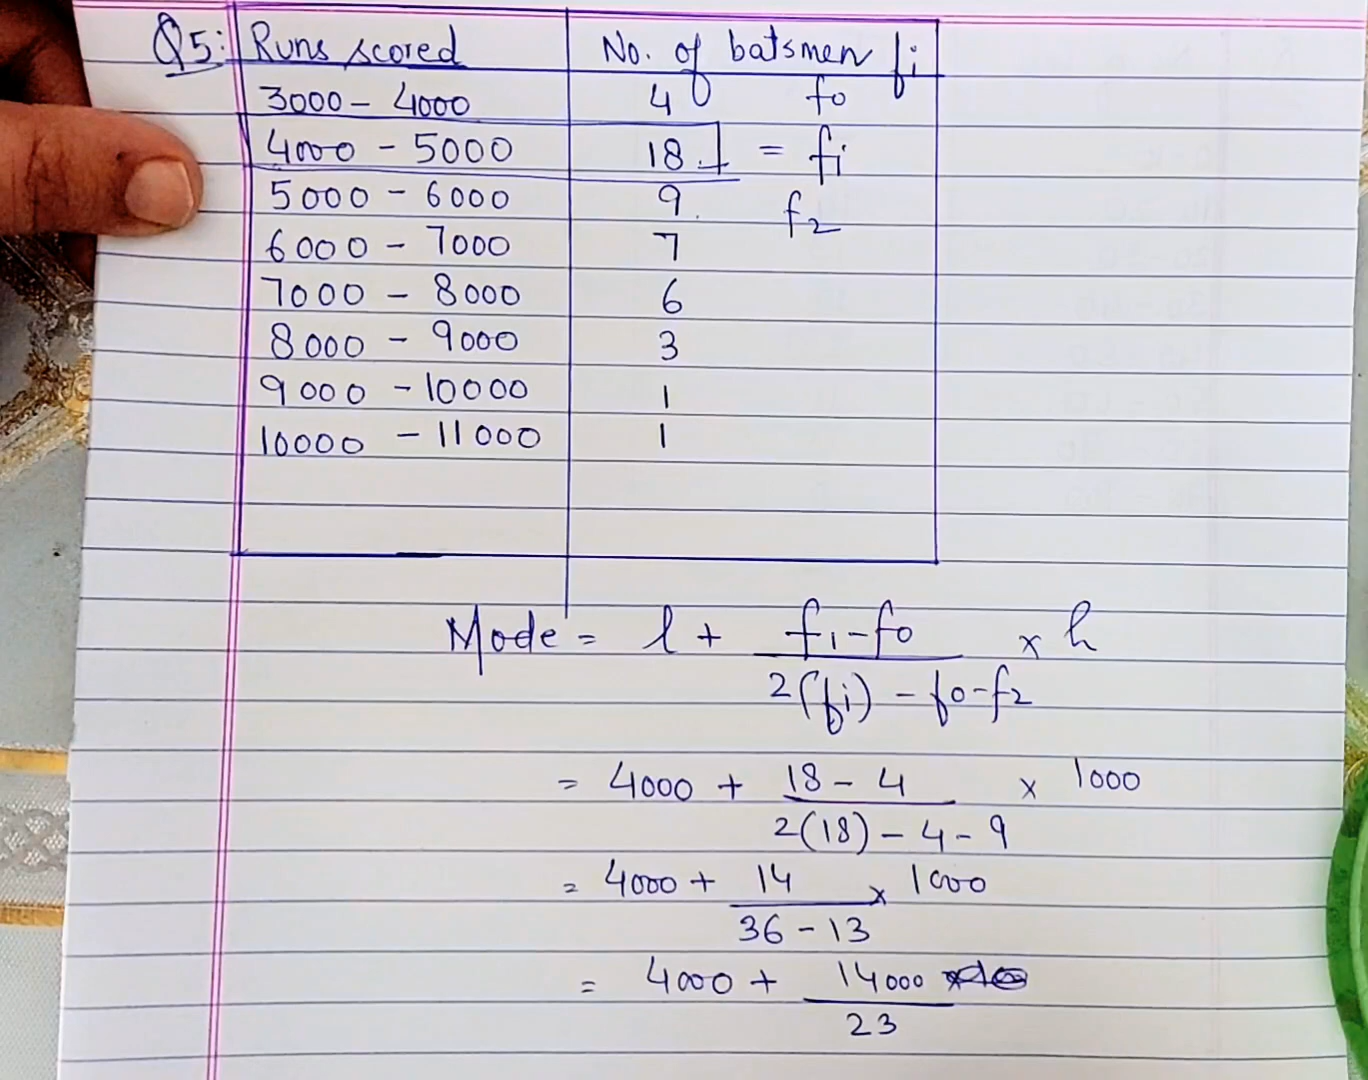 Q5: Runs scored No. of batsmen fi
3000 - 4000 4 f0
4000 - 5000 18 = fi
5000 - 6000 9 f2
6000 - 7000 7
7000 - 8000 6
8000 - 9000 3
9000 - 10000 1
10000 - 11000 1
Mode = l + f1 - f0 x h
2(fi) - f0 - f2
= 4000 + 18 - 4 x 1000
2(18) - 4 - 9
= 4000 + 14 x 1000
36 - 13
= 4000 + 14000
23